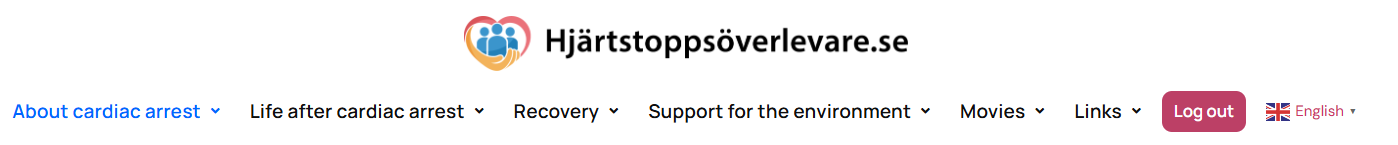 Hjärtstoppsöverlevare.se
About cardiac arrest Life after cardiac arrest Recovery Support for the environment Movies Links Log out English